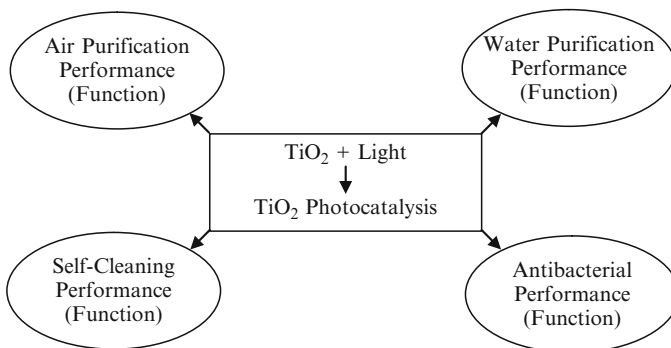 Air Purification
Performance
(Function)
Water Purification
Performance
(Function)
TiO₂ + Light
TiO₂ Photocatalysis
Self-Cleaning
Performance
(Function)
Antibacterial
Performance
(Function)